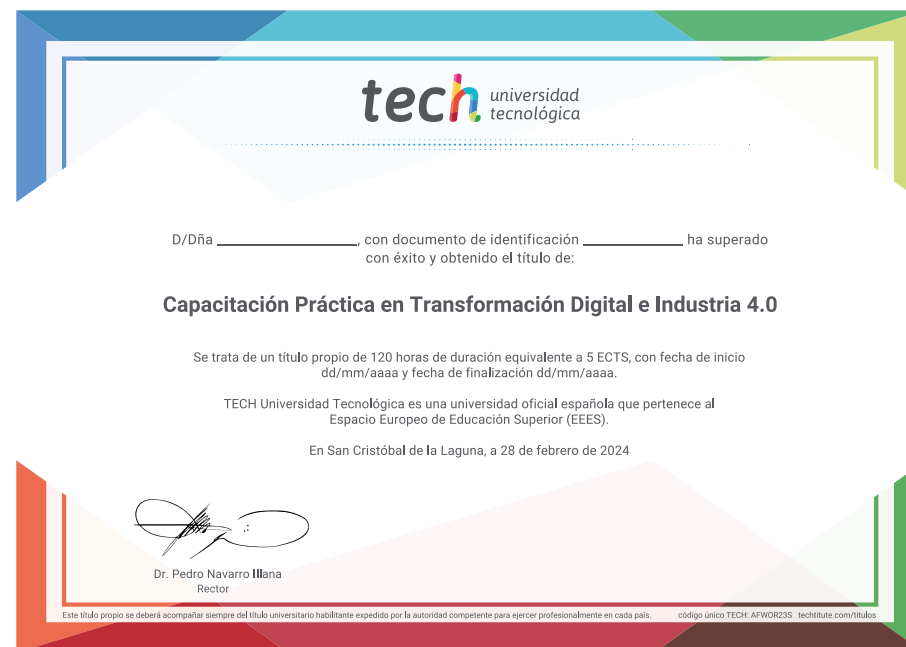 tech universidad
tecnológica
D/Dña ____________________, con documento de identificación ______________ ha superado
con éxito y obtenido el título de:
Capacitación Práctica en Transformación Digital e Industria 4.0
Se trata de un título propio de 120 horas de duración equivalente a 5 ECTS, con fecha de inicio
dd/mm/aaaa y fecha de finalización dd/mm/aaaa.
TECH Universidad Tecnológica es una universidad oficial española que pertenece al
Espacio Europeo de Educación Superior (EEES).
En San Cristóbal de la Laguna, a 28 de febrero de 2024
Dr. Pedro Navarro Illana
Rector
Este título propio se deberá acompañar siempre del título universitario habilitante expedido por la autoridad competente para ejercer profesionalmente en cada país. código único TECH: AFWOR23S techtitute.com/titulos